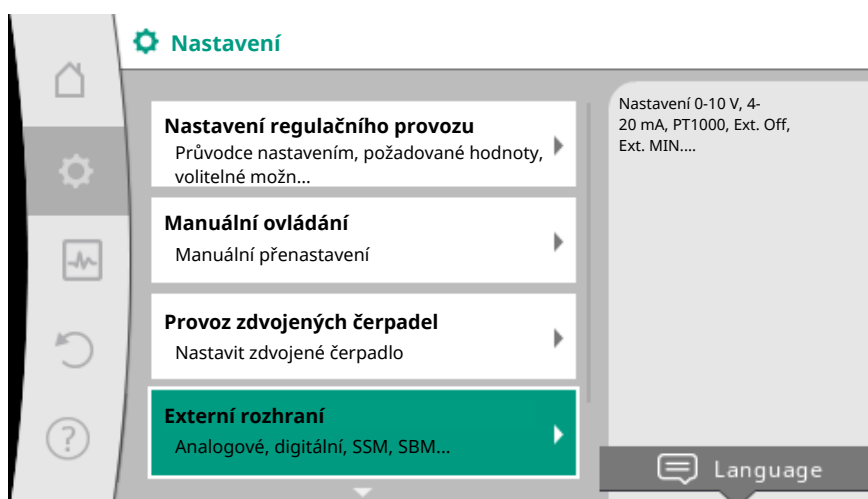 Nastavení
Nastavení regulačního provozu
Průvodce nastavením, požadované hodnoty,
volitelné možn...
Manuální ovládání
Manuální přenastavení
Provoz zdvojených čerpadel
Nastavit zdvojené čerpadlo
Externí rozhraní
Analogové, digitální, SSM, SBM...
Nastavení 0-10 V, 4-
20 mA, PT1000, Ext. Off,
Ext. MIN....
Language